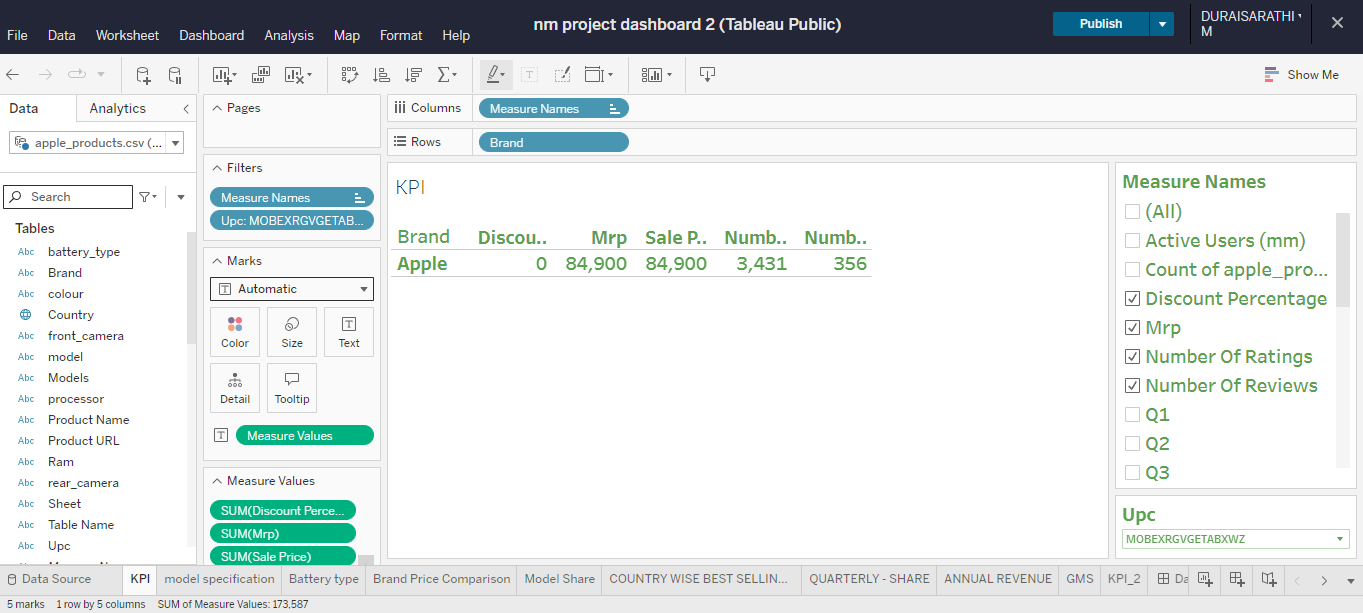 nm project dashboard 2 (Tableau Public)
Publish
DURAISARATHI M
File Data Worksheet Dashboard Analysis Map Format Help
Show Me
Data Analytics
apple_products.csv (...
Search
Tables
Abc battery_type
Abc Brand
Abc colour
Country
Abc front_camera
Abc model
Abc Models
Abc processor
Abc Product Name
Abc Product URL
Abc Ram
Abc rear_camera
Abc Sheet
Abc Table Name
Abc Upc
Pages
Filters
Measure Names
Upc: MOBEXRGVGETAB...
Marks
T Automatic
Color Size Text
Detail Tooltip
T Measure Values
Measure Values
SUM(Discount Perce...
SUM(Mrp)
SUM(Sale Price)
Columns Measure Names
Rows Brand
KPI
Brand Discou.. Mrp Sale P.. Numb.. Numb..
Apple 0 84,900 84,900 3,431 356
Measure Names
(All)
Active Users (mm)
Count of apple_pro...
Discount Percentage
Mrp
Number Of Ratings
Number Of Reviews
Q1
Q2
Q3
Upc
MOBEXRGVGETABXWZ
Data Source KPI model specification Battery type Brand Price Comparison Model Share COUNTRY WISE BEST SELLIN... QUARTERLY - SHARE ANNUAL REVENUE GMS KPI_2 Da
5 marks 1 row by 5 columns SUM of Measure Values: 173,587